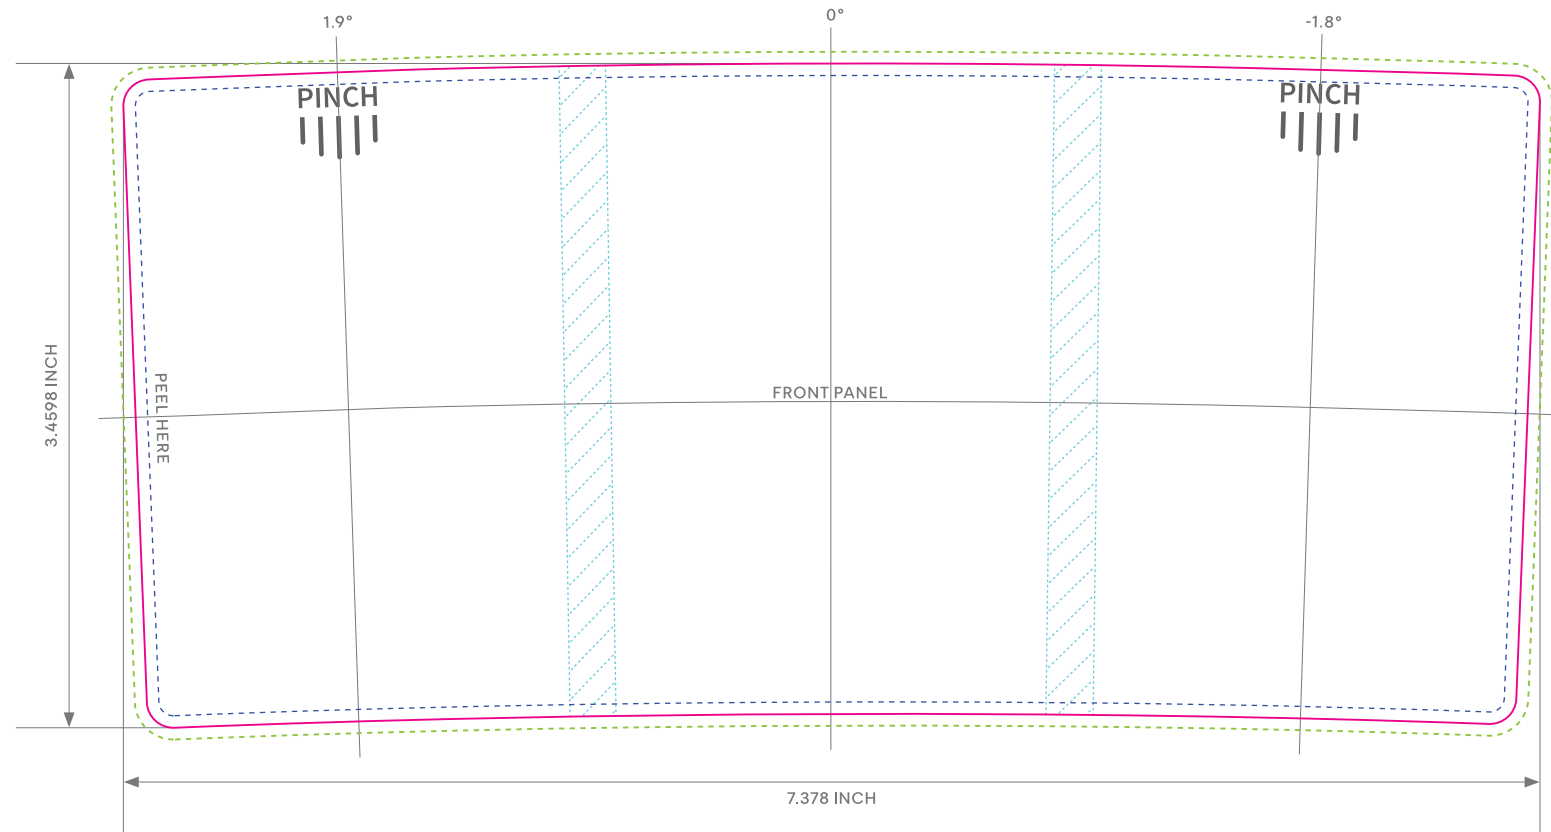 1.9°
0°
-1.8°
PINCH
PINCH
3.4598 INCH
PEEL HERE
FRONT PANEL
7.378 INCH